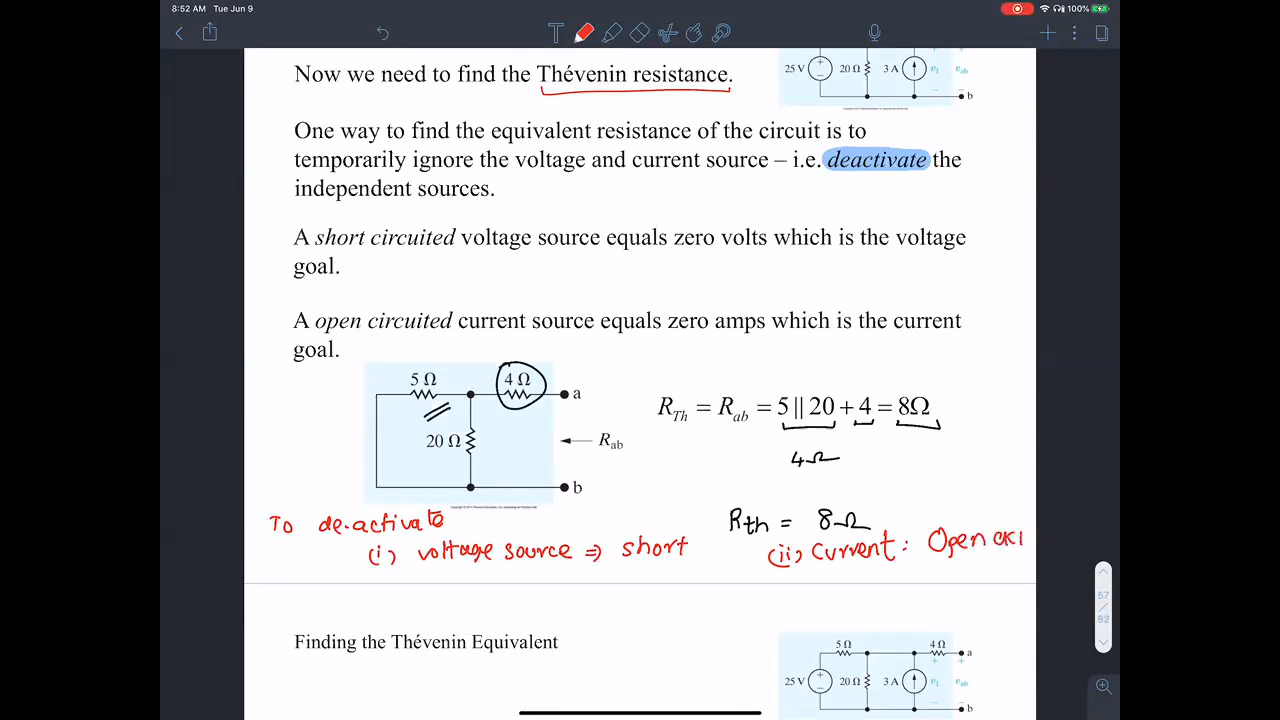 8:52 AM Tue Jun 9
100%
25 V
20 Ω
3 A
v1
vab
b
Now we need to find the Thévenin resistance.
One way to find the equivalent resistance of the circuit is to
temporarily ignore the voltage and current source – i.e. deactivate the
independent sources.
A short circuited voltage source equals zero volts which is the voltage
goal.
A open circuited current source equals zero amps which is the current
goal.
5 Ω
4 Ω
a
20 Ω
Rab
b
RTh = Rab = 5 || 20 + 4 = 8Ω
4Ω
Rth = 8Ω
To de-activate
(i) voltage source ⇒ short
(ii) Current : Open CKT
57
/
82
Finding the Thévenin Equivalent
5 Ω
4 Ω
a
25 V
20 Ω
3 A
v1
vab
b